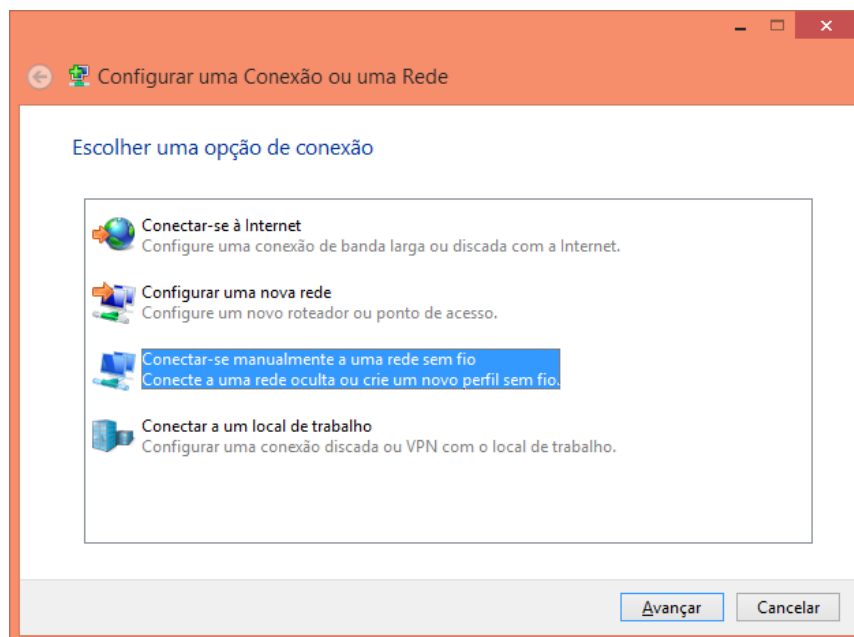 Configurar uma Conexão ou uma Rede
Escolher uma opção de conexão
Conectar-se à Internet
Configure uma conexão de banda larga ou discada com a Internet.
Configurar uma nova rede
Configure um novo roteador ou ponto de acesso.
Conectar-se manualmente a uma rede sem fio
Conecte a uma rede oculta ou crie um novo perfil sem fio.
Conectar a um local de trabalho
Configurar uma conexão discada ou VPN com o local de trabalho.
Avançar
Cancelar